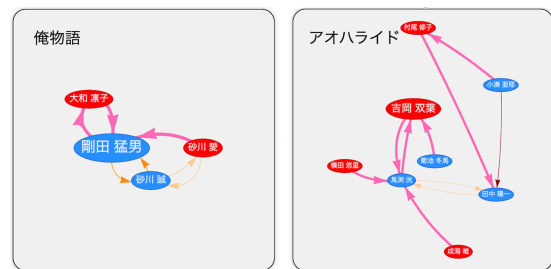 俺物語
大和 凛子
剛田 猛男
砂川 愛
砂川 誠
アオハライド
村尾 修子
小湊 亜耶
吉岡 双葉
菊池 冬馬
槙田 悠里
馬渕 洸
田中 陽一
成海 唯